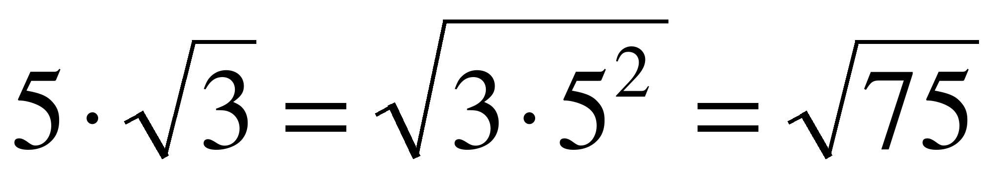 5·√3 = √(3·5²) = √75